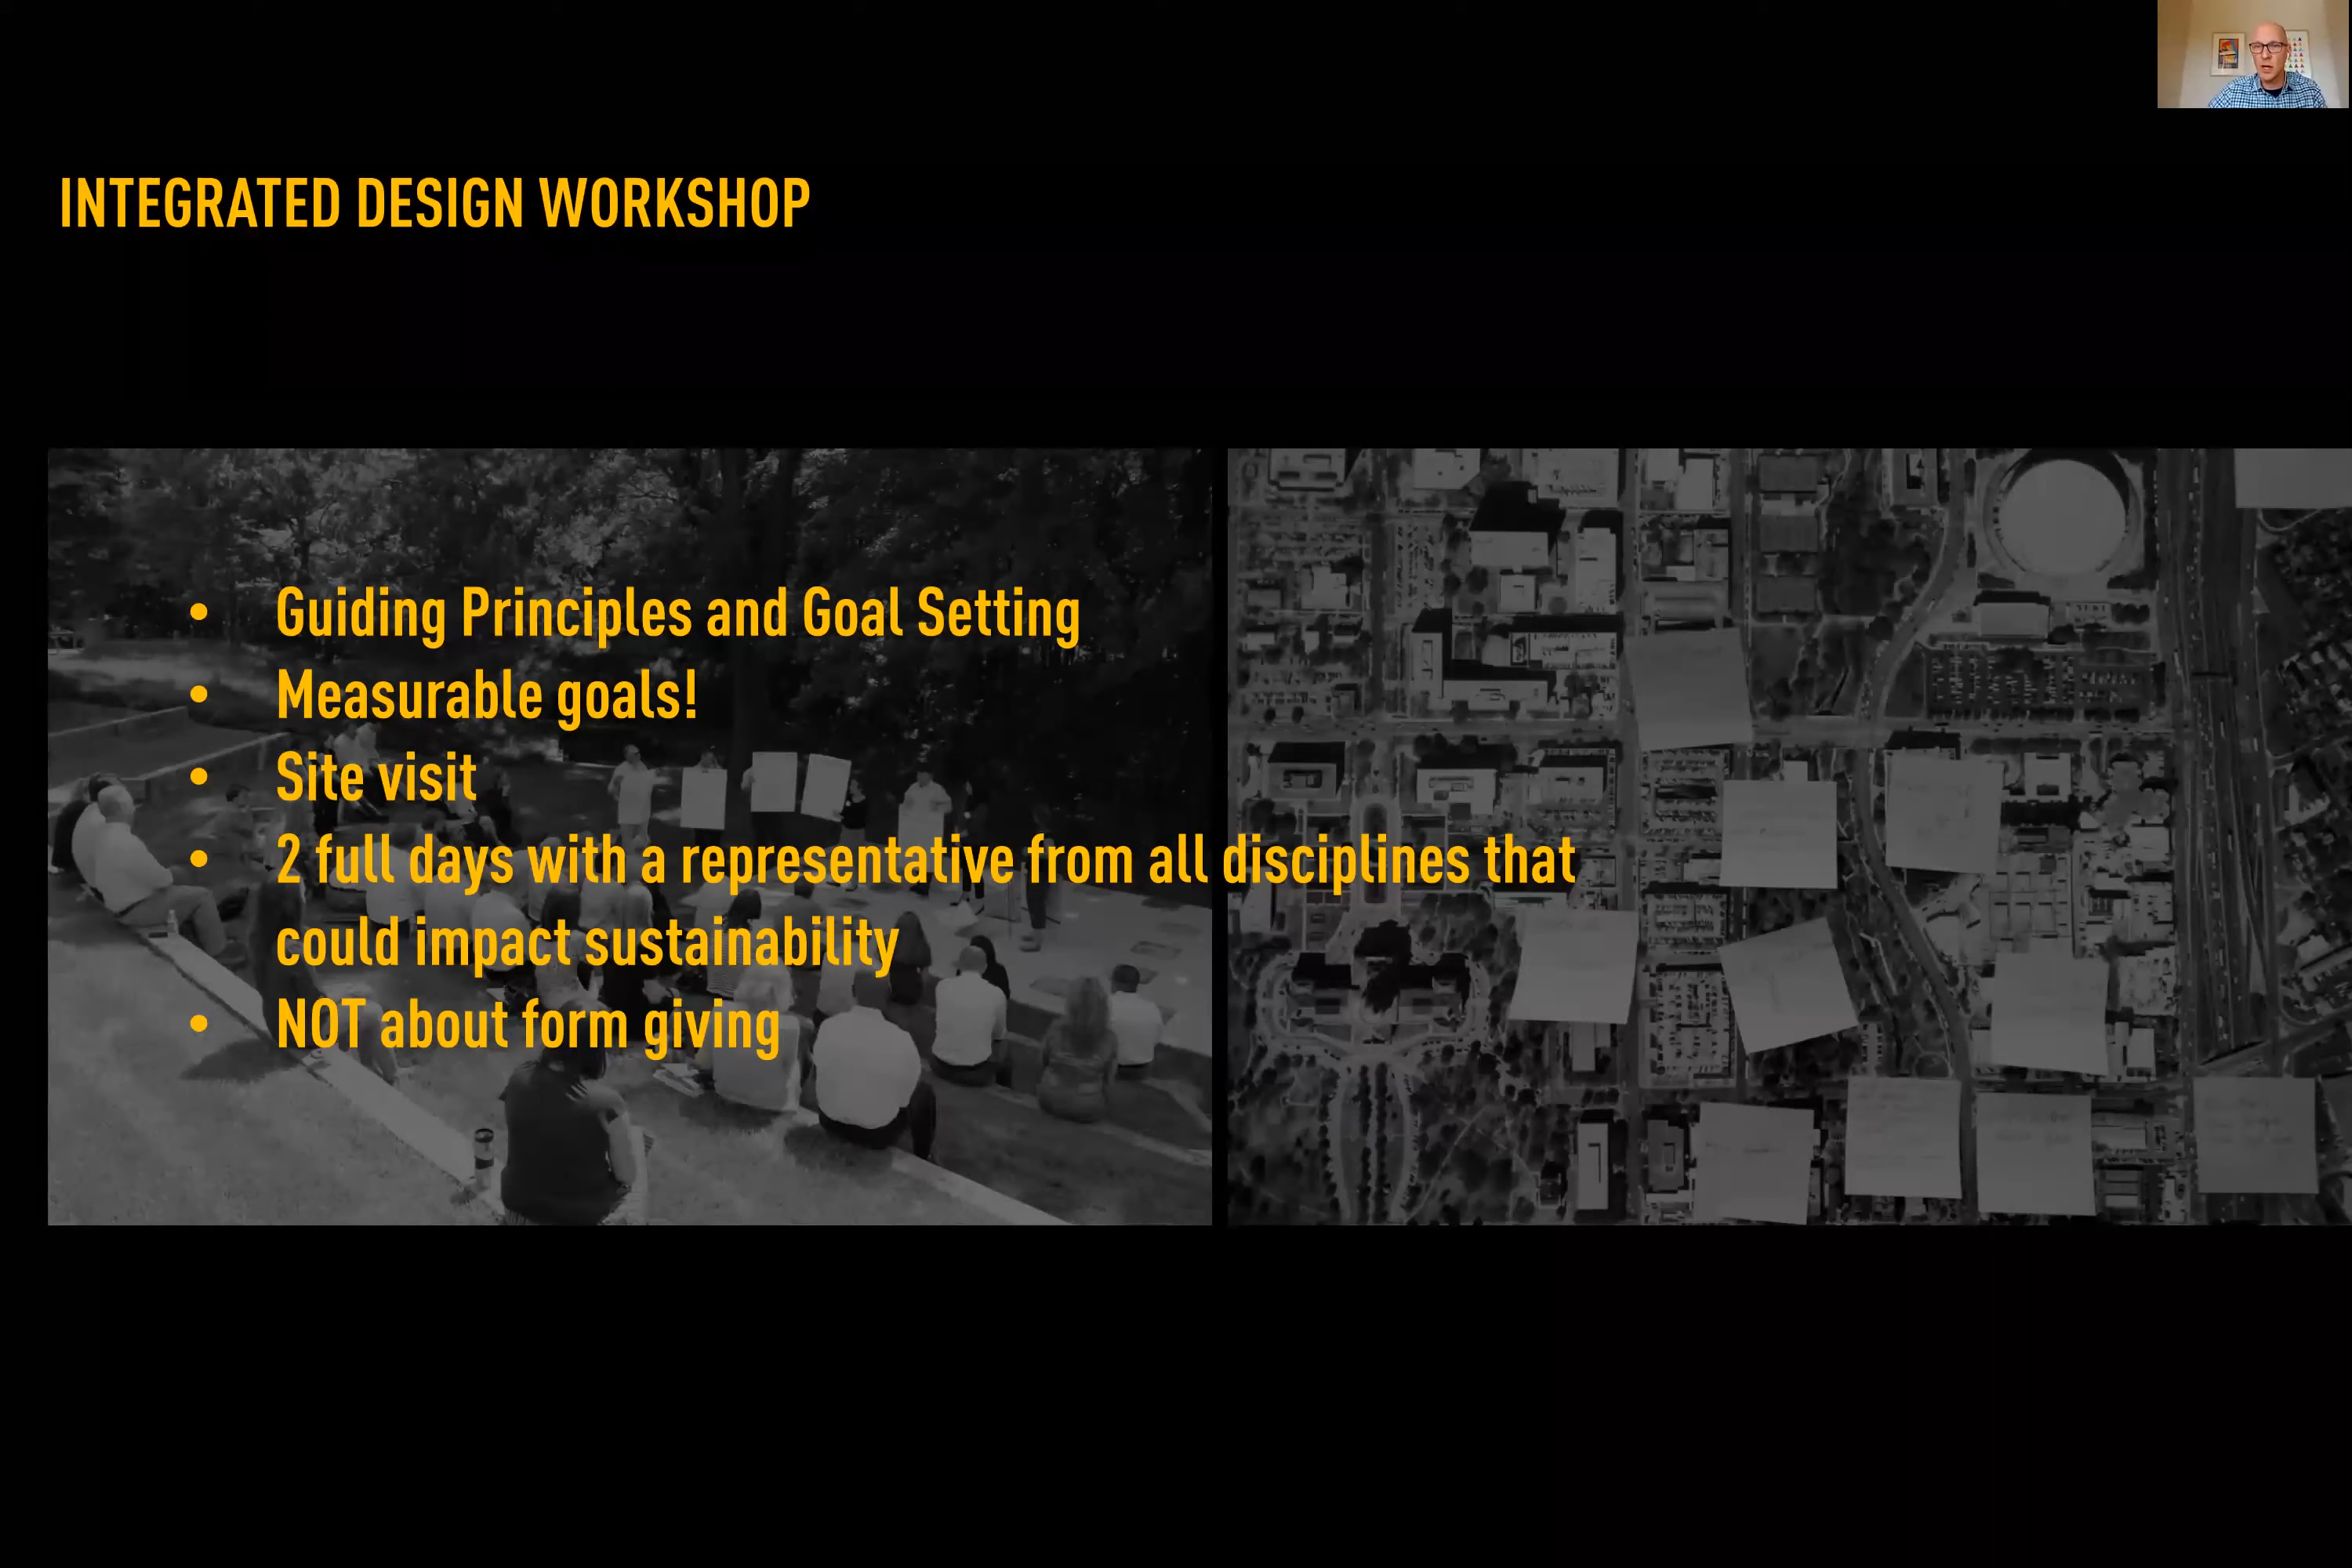 INTEGRATED DESIGN WORKSHOP
• Guiding Principles and Goal Setting
• Measurable goals!
• Site visit
• 2 full days with a representative from all disciplines that
could impact sustainability
• NOT about form giving